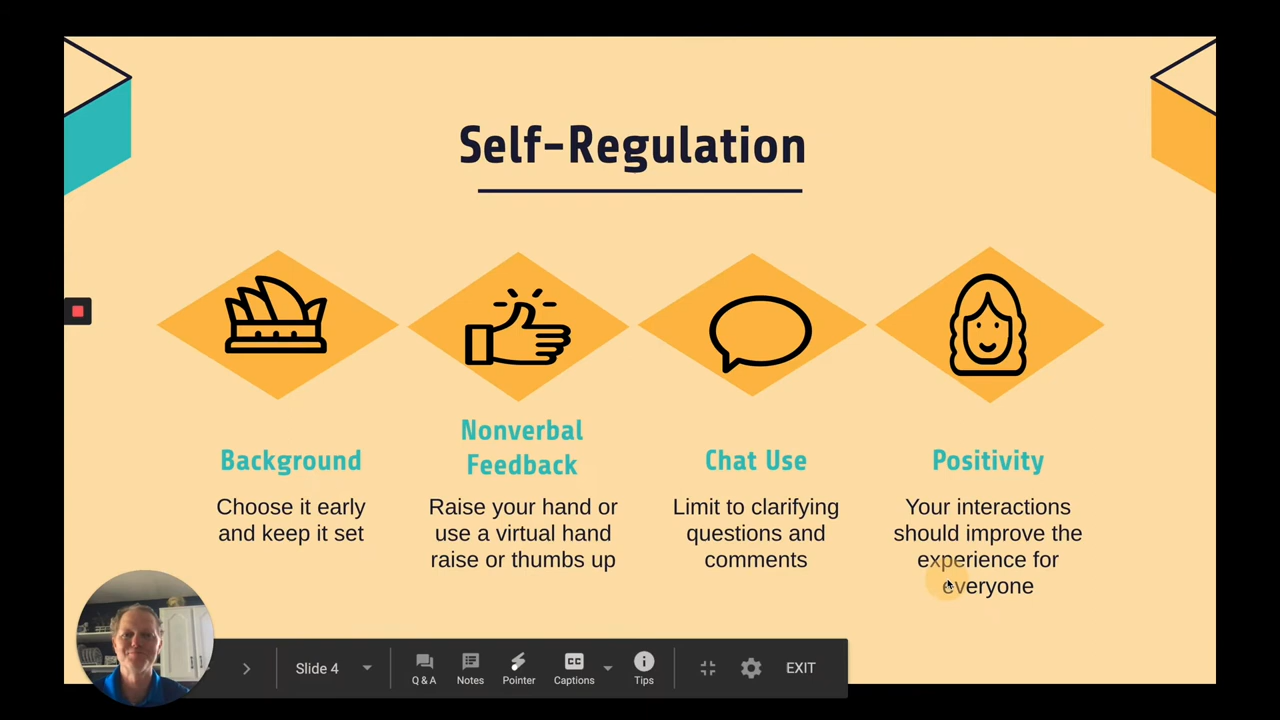 Self-Regulation
Background
Choose it early
and keep it set
Nonverbal
Feedback
Raise your hand or
use a virtual hand
raise or thumbs up
Chat Use
Limit to clarifying
questions and
comments
Positivity
Your interactions
should improve the
experience for
everyone
Slide 4
Q & A
Notes
Pointer
CC
Captions
Tips
EXIT